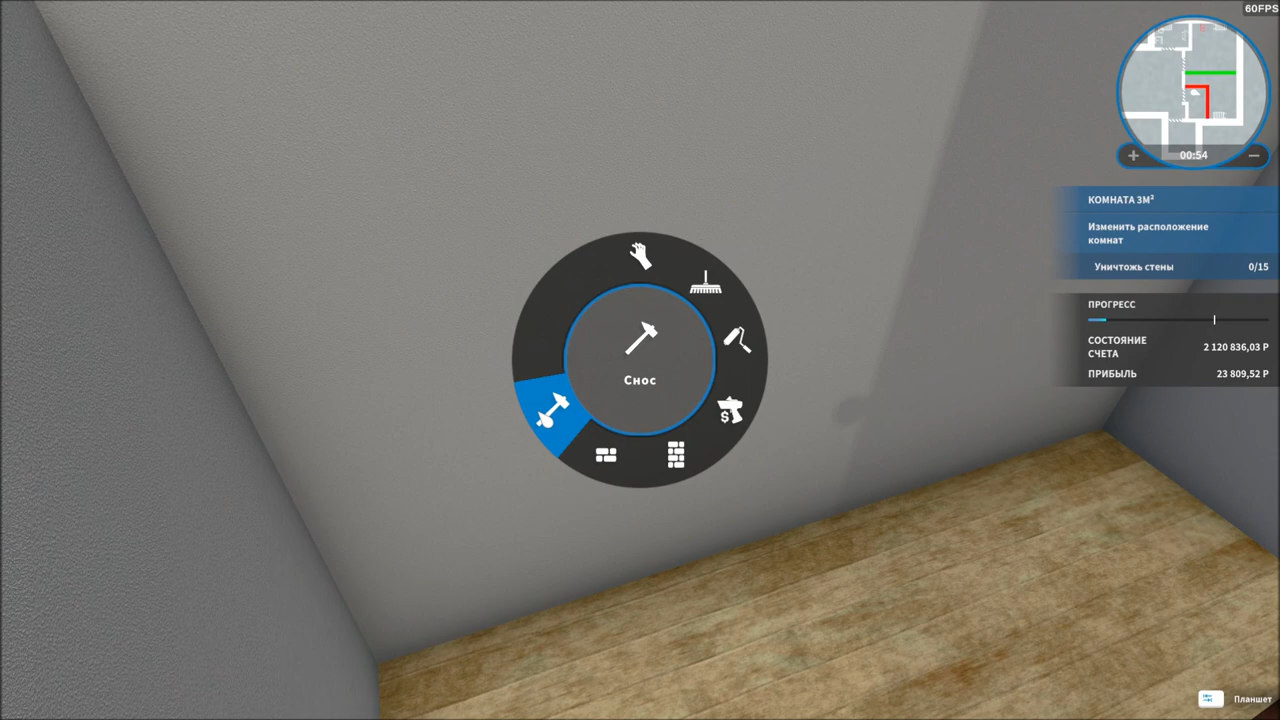 60FPS
00:54
КОМНАТА 3М²
Изменить расположение
комнат
Уничтожь стены 0/15
ПРОГРЕСС
СОСТОЯНИЕ
СЧЕТА
2 120 836,03 Р
ПРИБЫЛЬ 23 809,52 Р
Снос
Планшет